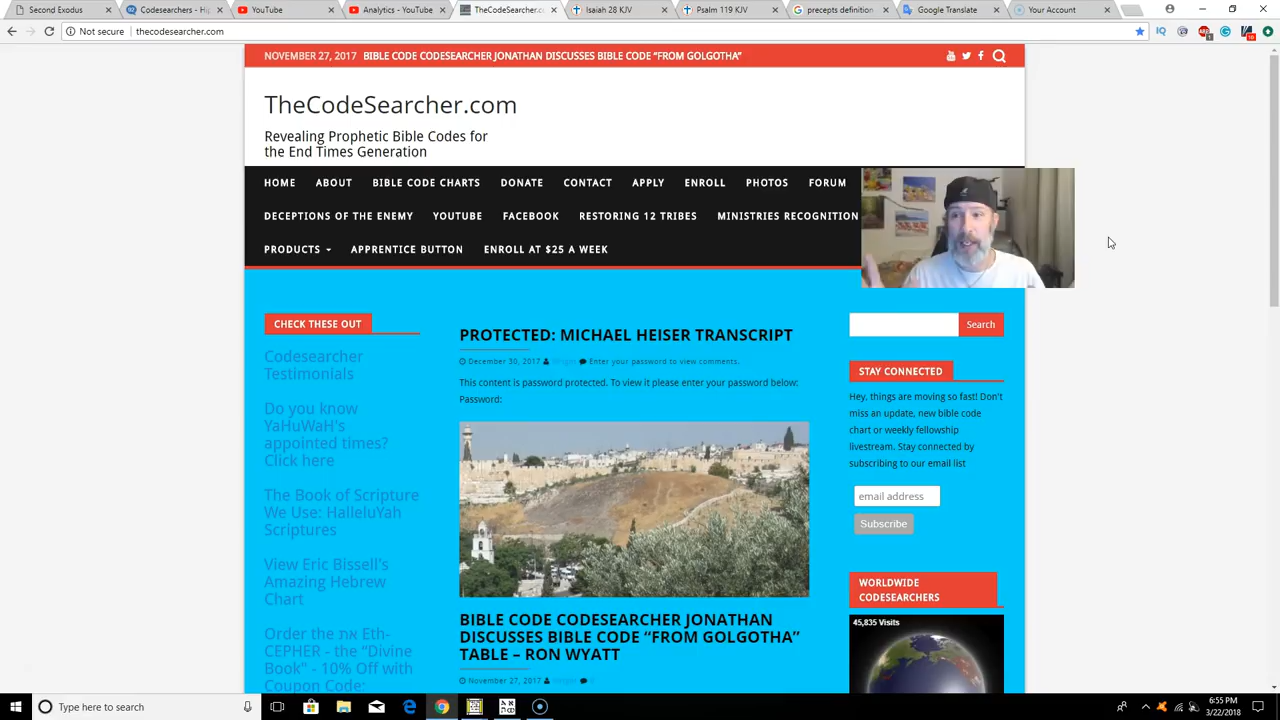 Second Exodus
Codesearchers - Hip
YouTube
Analytics - YouTube
TheCodeSearcher.co
Isaiah 28 KJV
Psalm 119 KJV
precepts definition
Google Translate
Your Account
Not secure | thecodesearcher.com
NOVEMBER 27, 2017 BIBLE CODE CODESEARCHER JONATHAN DISCUSSES BIBLE CODE “FROM GOLGOTHA”
TheCodeSearcher.com
Revealing Prophetic Bible Codes for
the End Times Generation
HOME ABOUT BIBLE CODE CHARTS DONATE CONTACT APPLY ENROLL PHOTOS FORUM
DECEPTIONS OF THE ENEMY YOUTUBE FACEBOOK RESTORING 12 TRIBES MINISTRIES RECOGNITION
PRODUCTS APPRENTICE BUTTON ENROLL AT $25 A WEEK
CHECK THESE OUT
Codesearcher
Testimonials
Do you know
YaHuWaH's
appointed times?
Click here
The Book of Scripture
We Use: HalleluYah
Scriptures
View Eric Bissell's
Amazing Hebrew
Chart
Order the את Eth-
CEPHER - the “Divine
Book" - 10% Off with
Coupon Code:
PROTECTED: MICHAEL HEISER TRANSCRIPT
December 30, 2017 Enter your password to view comments.
This content is password protected. To view it please enter your password below:
Password:
BIBLE CODE CODESEARCHER JONATHAN
DISCUSSES BIBLE CODE “FROM GOLGOTHA”
TABLE – RON WYATT
November 27, 2017
Search
STAY CONNECTED
Hey, things are moving so fast! Don't
miss an update, new bible code
chart or weekly fellowship
livestream. Stay connected by
subscribing to our email list
email address
Subscribe
WORLDWIDE
CODESEARCHERS
45,835 Visits
Type here to search
6:55 PM
3/22/2018